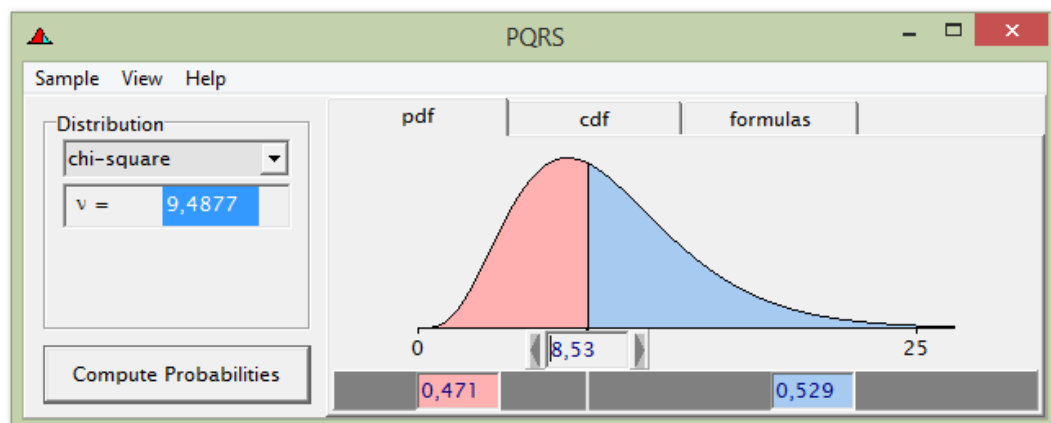 PQRS
Sample View Help
Distribution
chi-square
ν = 9,4877
Compute Probabilities
pdf cdf formulas
0 8,53 25
0,471 0,529